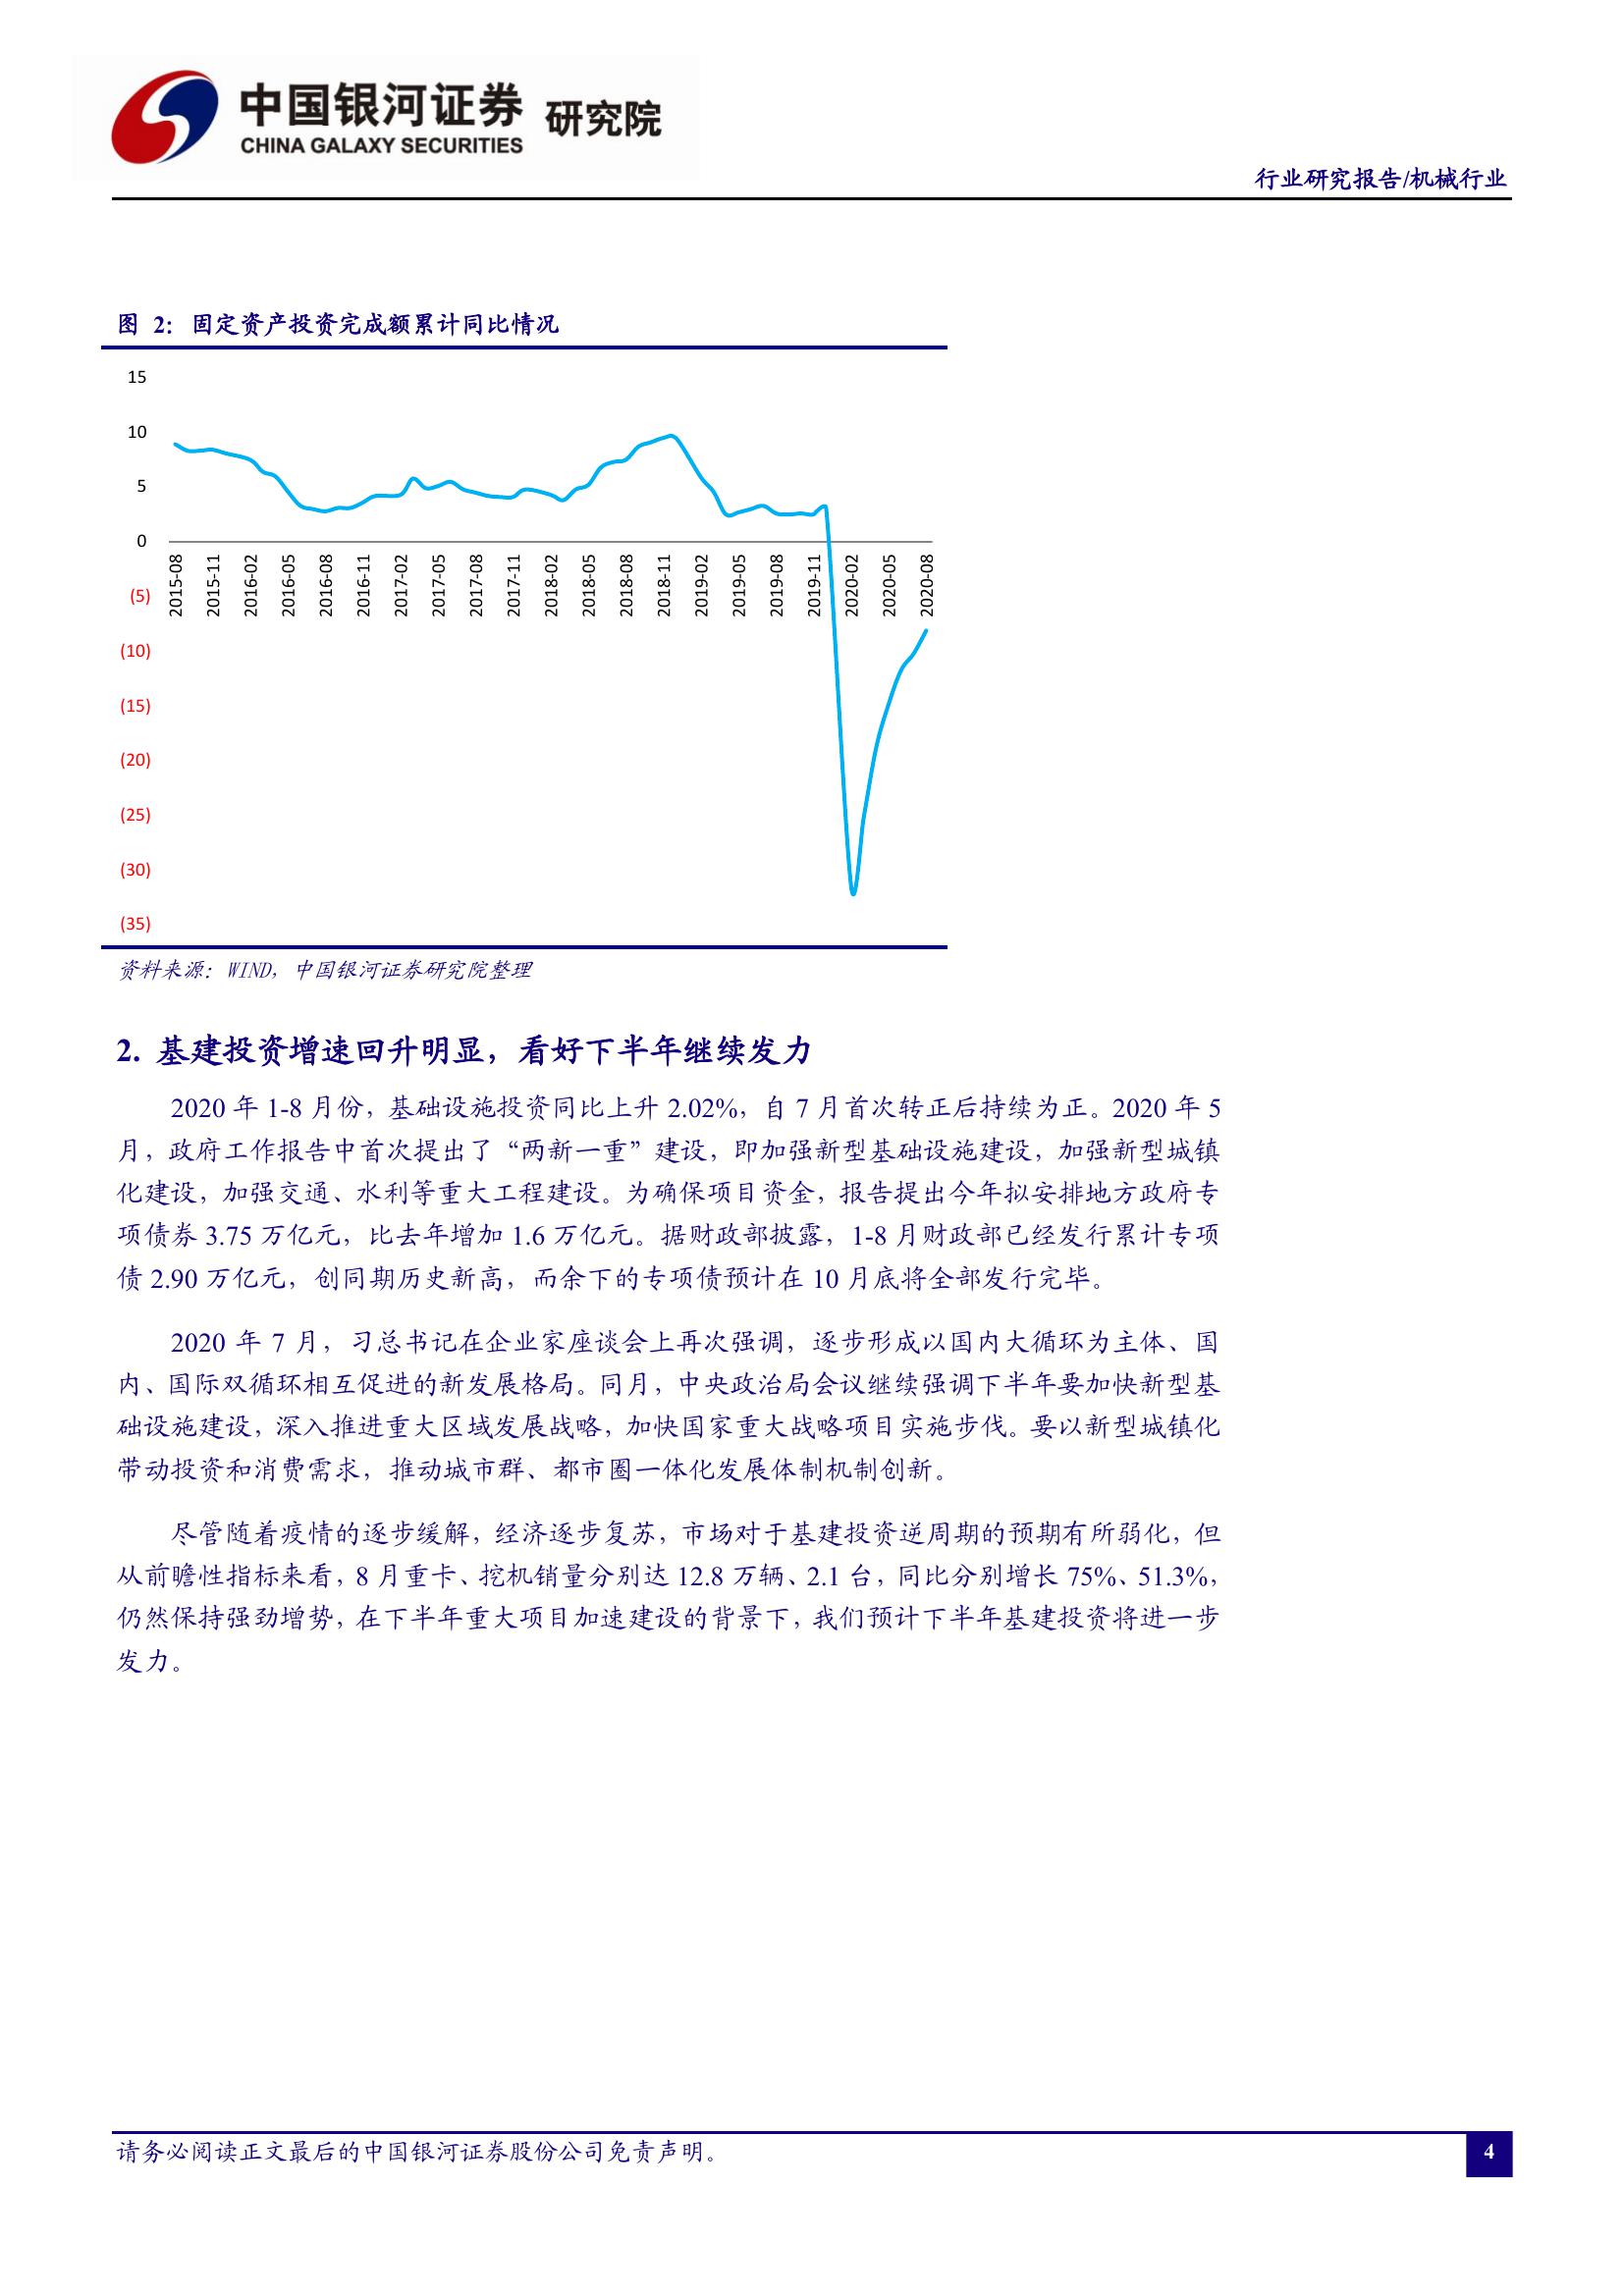 中国银河证券 研究院
CHINA GALAXY SECURITIES
行业研究报告/机械行业
图 2：固定资产投资完成额累计同比情况
15
10
5
0
(5)
(10)
(15)
(20)
(25)
(30)
(35)
2015-08
2015-11
2016-02
2016-05
2016-08
2016-11
2017-02
2017-05
2017-08
2017-11
2018-02
2018-05
2018-08
2018-11
2019-02
2019-05
2019-08
2019-11
2020-02
2020-05
2020-08
资料来源：WIND，中国银河证券研究院整理
2. 基建投资增速回升明显，看好下半年继续发力
2020 年 1-8 月份，基础设施投资同比上升 2.02%，自 7 月首次转正后持续为正。2020 年 5
月，政府工作报告中首次提出了“两新一重”建设，即加强新型基础设施建设，加强新型城镇
化建设，加强交通、水利等重大工程建设。为确保项目资金，报告提出今年拟安排地方政府专
项债券 3.75 万亿元，比去年增加 1.6 万亿元。据财政部披露，1-8 月财政部已经发行累计专项
债 2.90 万亿元，创同期历史新高，而余下的专项债预计在 10 月底将全部发行完毕。
2020 年 7 月，习总书记在企业家座谈会上再次强调，逐步形成以国内大循环为主体、国
内、国际双循环相互促进的新发展格局。同月，中央政治局会议继续强调下半年要加快新型基
础设施建设，深入推进重大区域发展战略，加快国家重大战略项目实施步伐。要以新型城镇化
带动投资和消费需求，推动城市群、都市圈一体化发展体制机制创新。
尽管随着疫情的逐步缓解，经济逐步复苏，市场对于基建投资逆周期的预期有所弱化，但
从前瞻性指标来看，8 月重卡、挖机销量分别达 12.8 万辆、2.1 台，同比分别增长 75%、51.3%，
仍然保持强劲增势，在下半年重大项目加速建设的背景下，我们预计下半年基建投资将进一步
发力。
请务必阅读正文最后的中国银河证券股份公司免责声明。
4